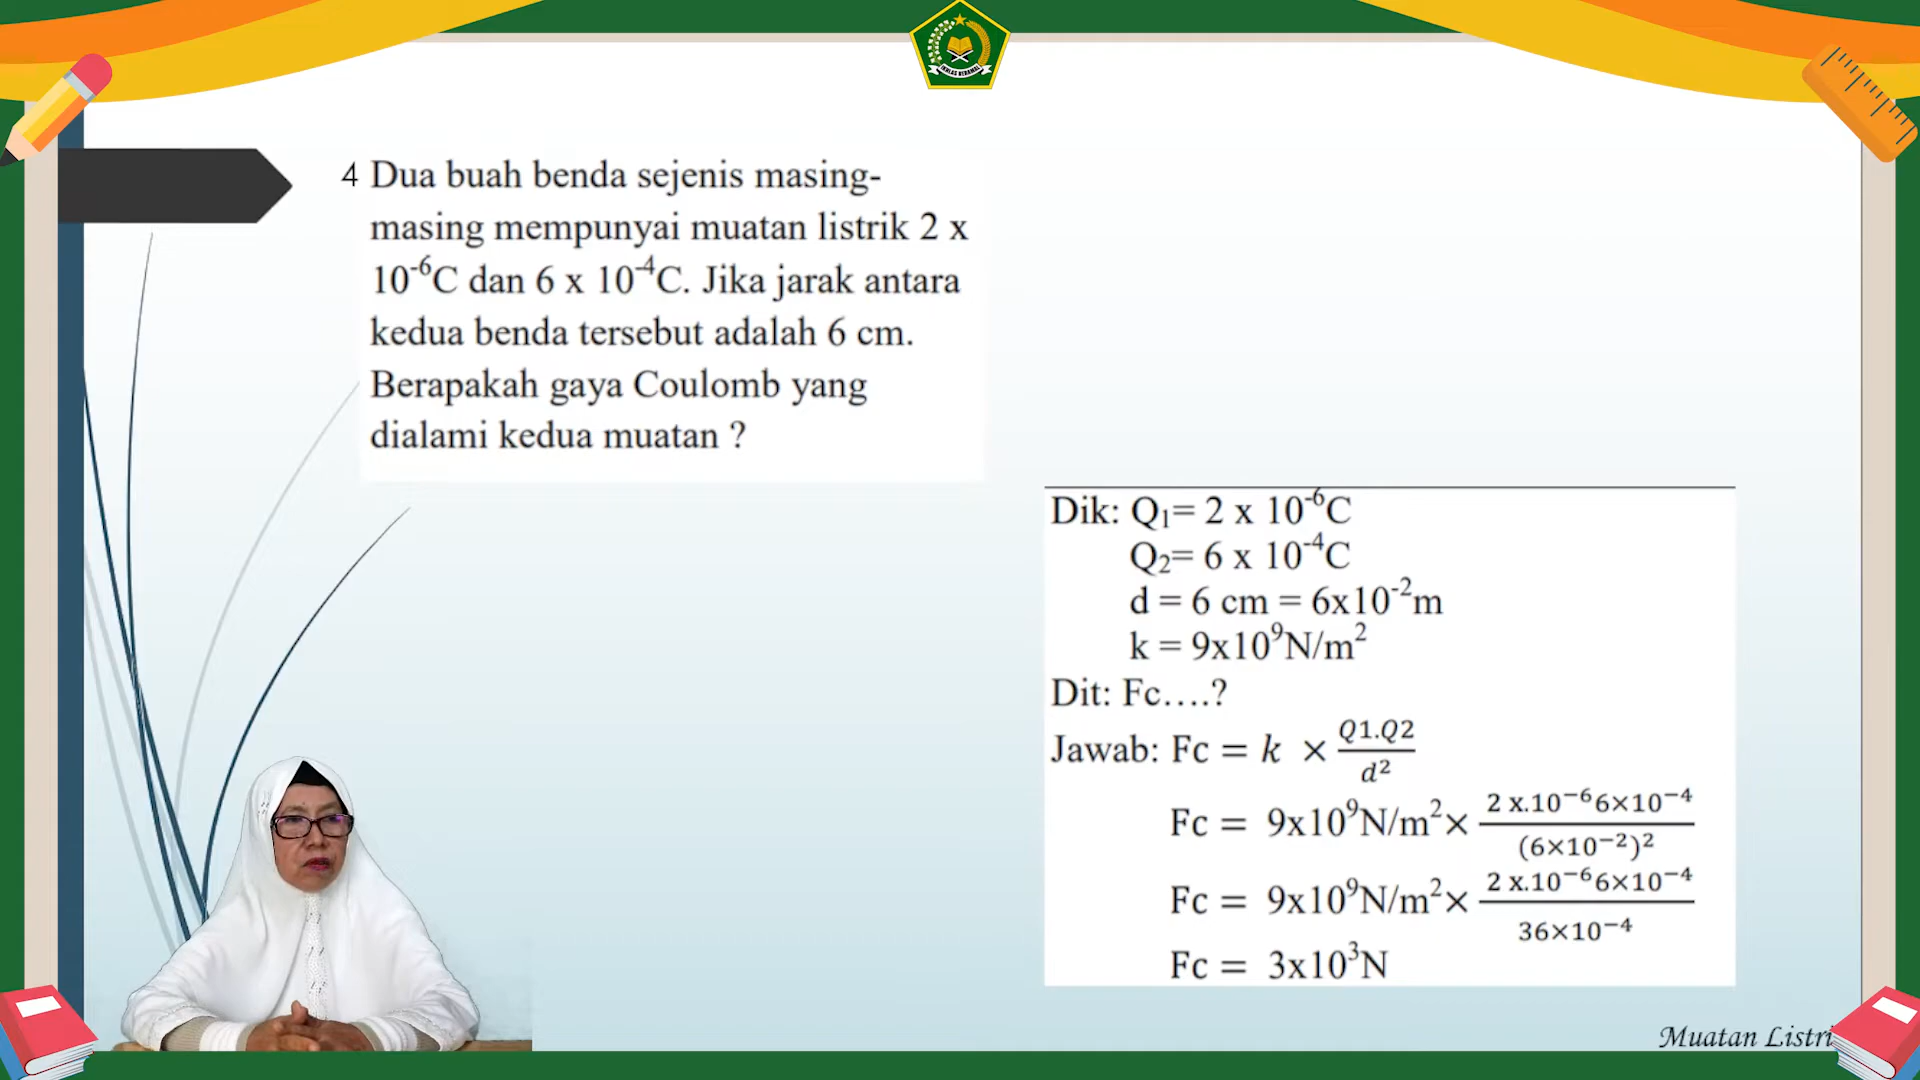 IKHLAS BERAMAL
4 Dua buah benda sejenis masing-
masing mempunyai muatan listrik 2 x
10⁻⁶C dan 6 x 10⁻⁴C. Jika jarak antara
kedua benda tersebut adalah 6 cm.
Berapakah gaya Coulomb yang
dialami kedua muatan ?
Dik: Q₁= 2 x 10⁻⁶C
Q₂= 6 x 10⁻⁴C
d = 6 cm = 6x10⁻²m
k = 9x10⁹N/m²
Dit: Fc....?
Jawab: Fc = k × Q1.Q2 / d²
Fc = 9x10⁹N/m²× 2 x.10⁻⁶6×10⁻⁴ / (6×10⁻²)²
Fc = 9x10⁹N/m²× 2 x.10⁻⁶6×10⁻⁴ / 36×10⁻⁴
Fc = 3x10³N
Muatan Listri